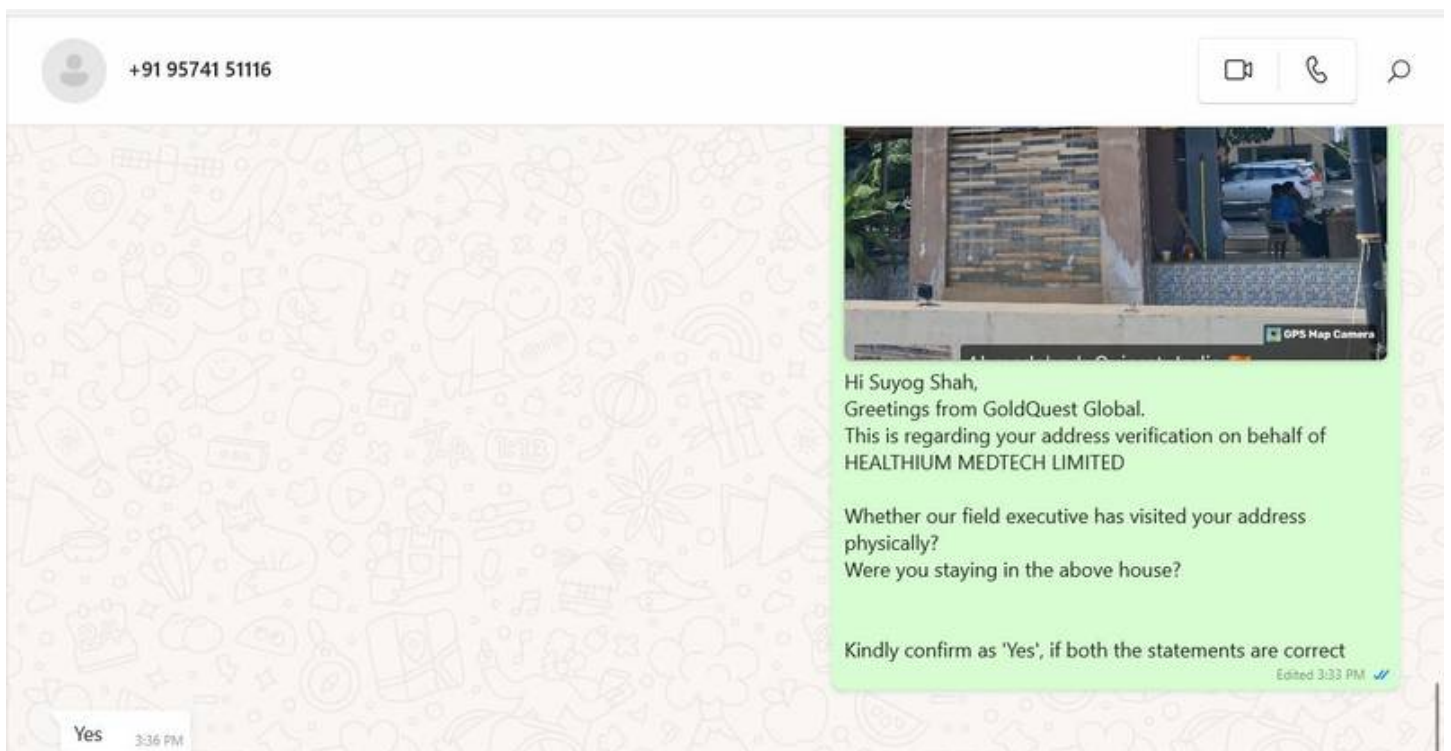 +91 95741 51116
GPS Map Camera
Hi Suyog Shah,
Greetings from GoldQuest Global.
This is regarding your address verification on behalf of
HEALTHIUM MEDTECH LIMITED
Whether our field executive has visited your address
physically?
Were you staying in the above house?
Kindly confirm as 'Yes', if both the statements are correct
Edited 3:33 PM
Yes 3:36 PM